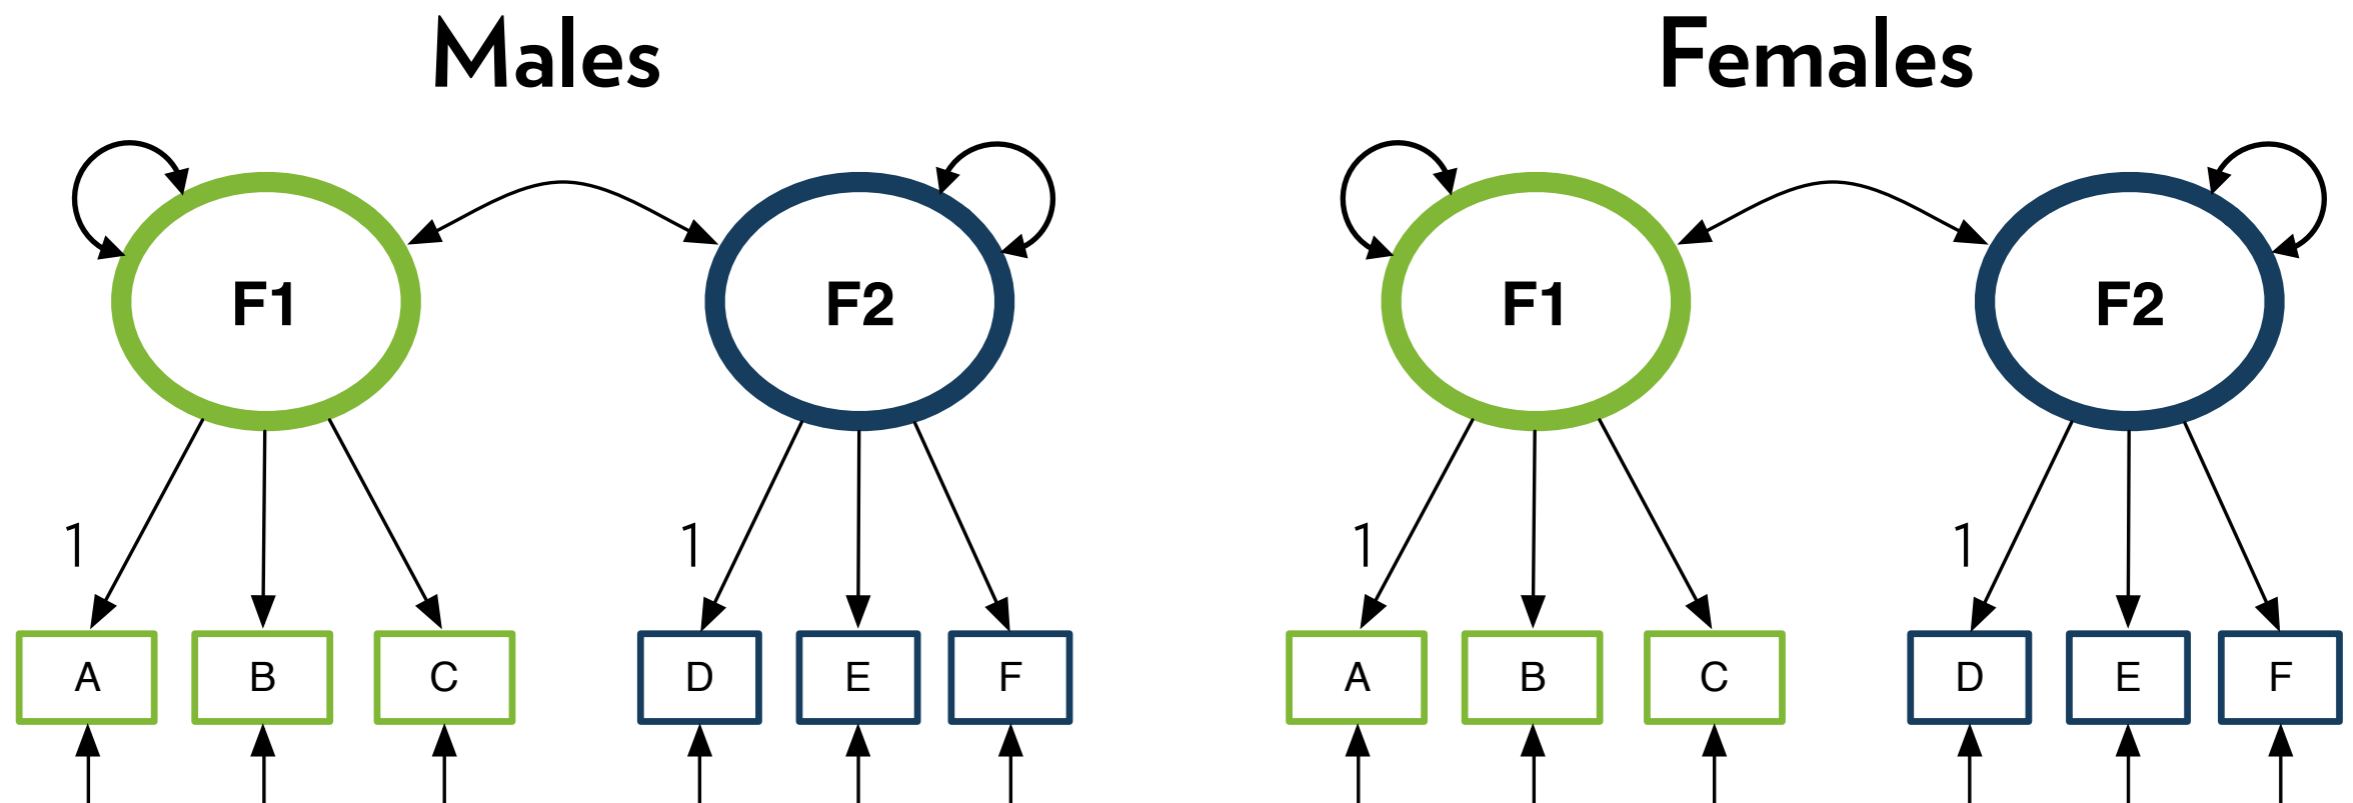 Males Females
F1 F2 F1 F2
1 1 1 1
A B C D E F A B C D E F